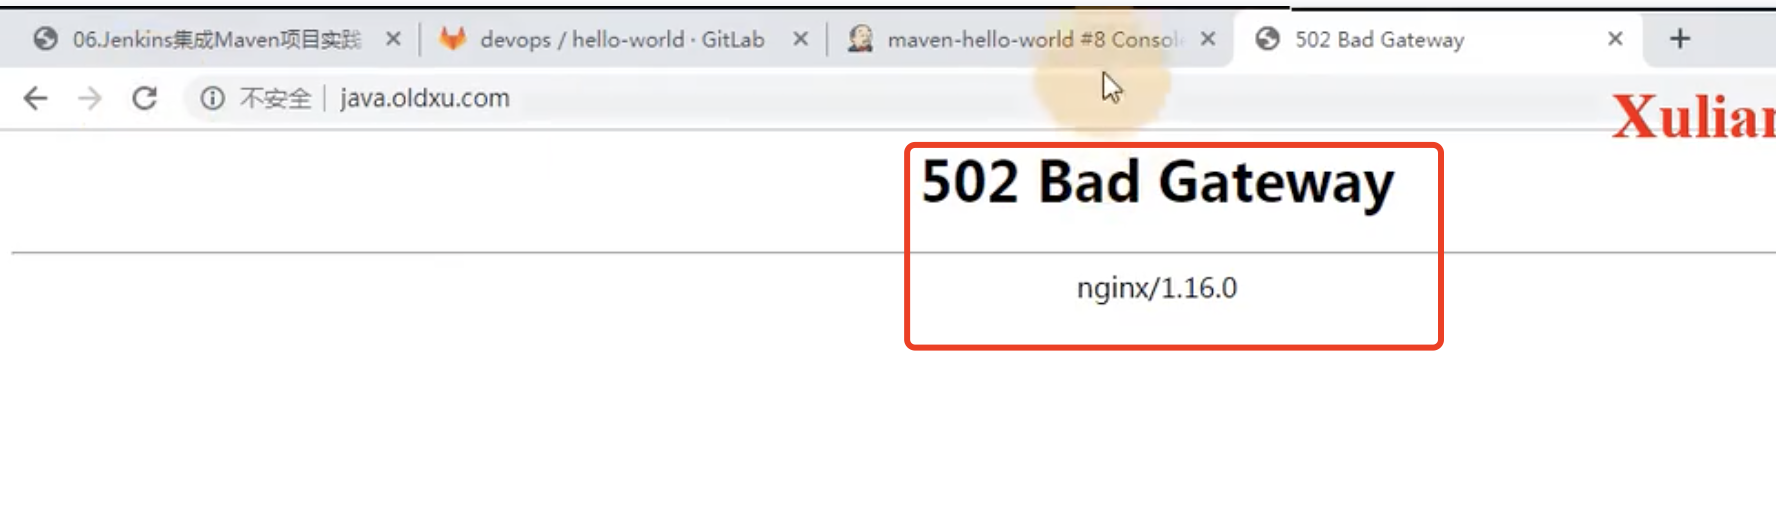 06.Jenkins集成Maven项目实践
devops / hello-world · GitLab
maven-hello-world #8 Console
502 Bad Gateway
不安全
java.oldxu.com
Xulian
502 Bad Gateway
nginx/1.16.0